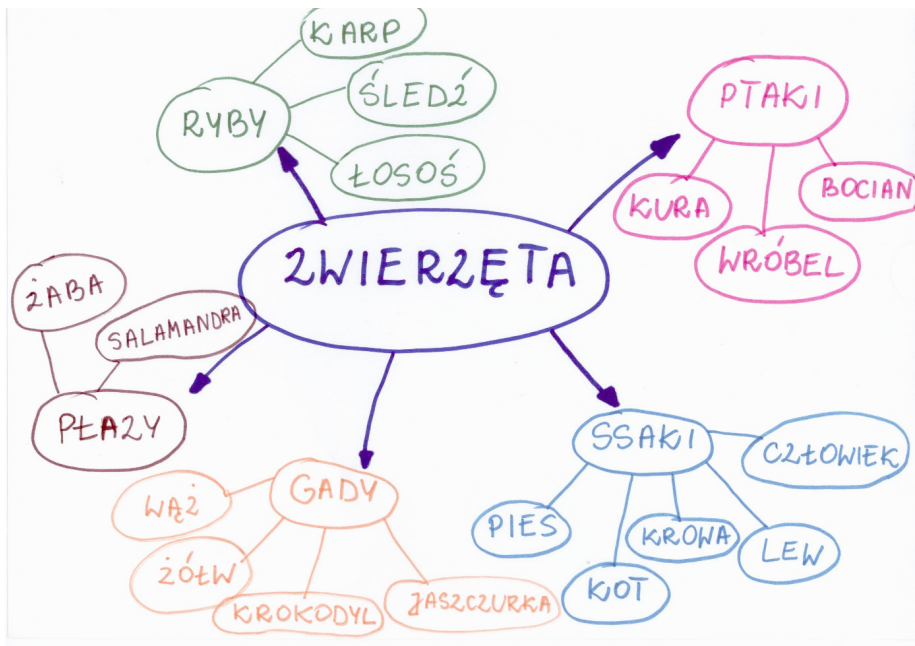 ZWIERZĘTA
RYBY
KARP
ŚLEDŹ
ŁOSOŚ
PTAKI
KURA
WRÓBEL
BOCIAN
SSAKI
PIES
KOT
KROWA
LEW
CZŁOWIEK
GADY
WĄŻ
ŻÓŁW
KROKODYL
JASZCZURKA
PŁAZY
ŻABA
SALAMANDRA